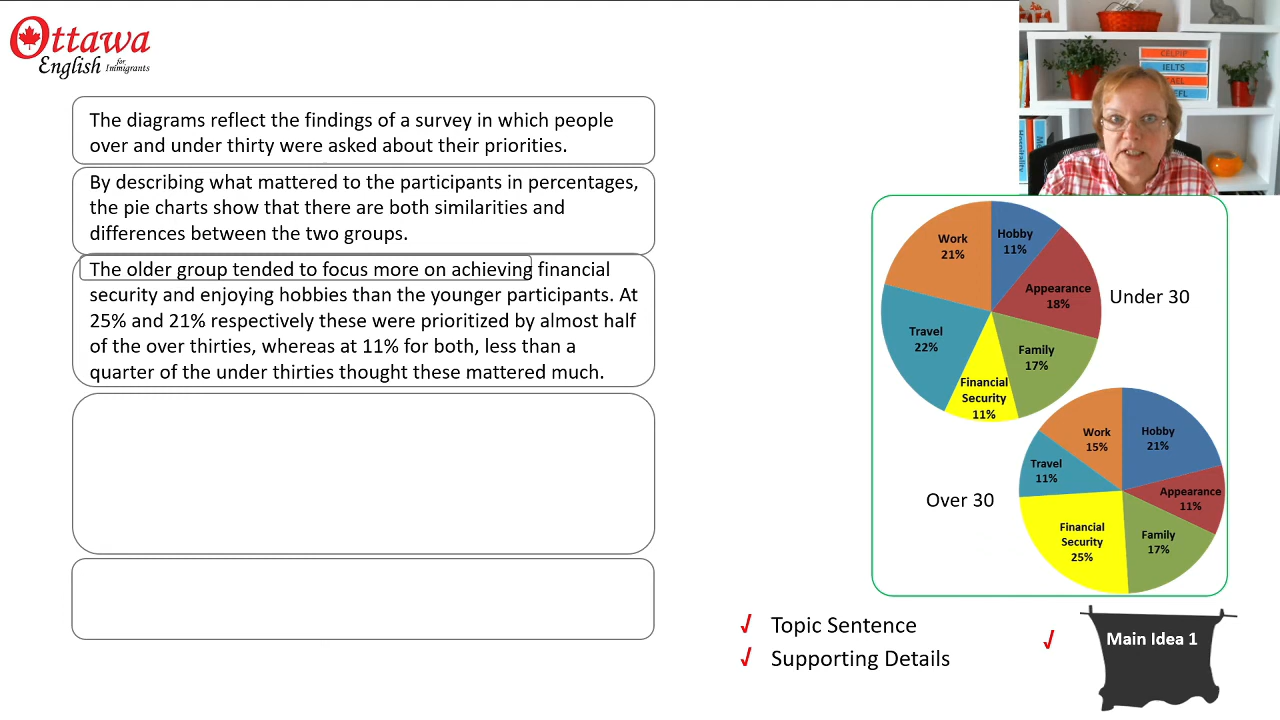 Ottawa
English for Immigrants
The diagrams reflect the findings of a survey in which people
over and under thirty were asked about their priorities.
By describing what mattered to the participants in percentages,
the pie charts show that there are both similarities and
differences between the two groups.
The older group tended to focus more on achieving financial
security and enjoying hobbies than the younger participants. At
25% and 21% respectively these were prioritized by almost half
of the over thirties, whereas at 11% for both, less than a
quarter of the under thirties thought these mattered much.
CELPIP
IELTS
Work
21%
Hobby
11%
Appearance
18%
Travel
22%
Family
17%
Financial
Security
11%
Under 30
Work
15%
Hobby
21%
Travel
11%
Appearance
11%
Financial
Security
25%
Family
17%
Over 30
√ Topic Sentence
√ Supporting Details
√ Main Idea 1